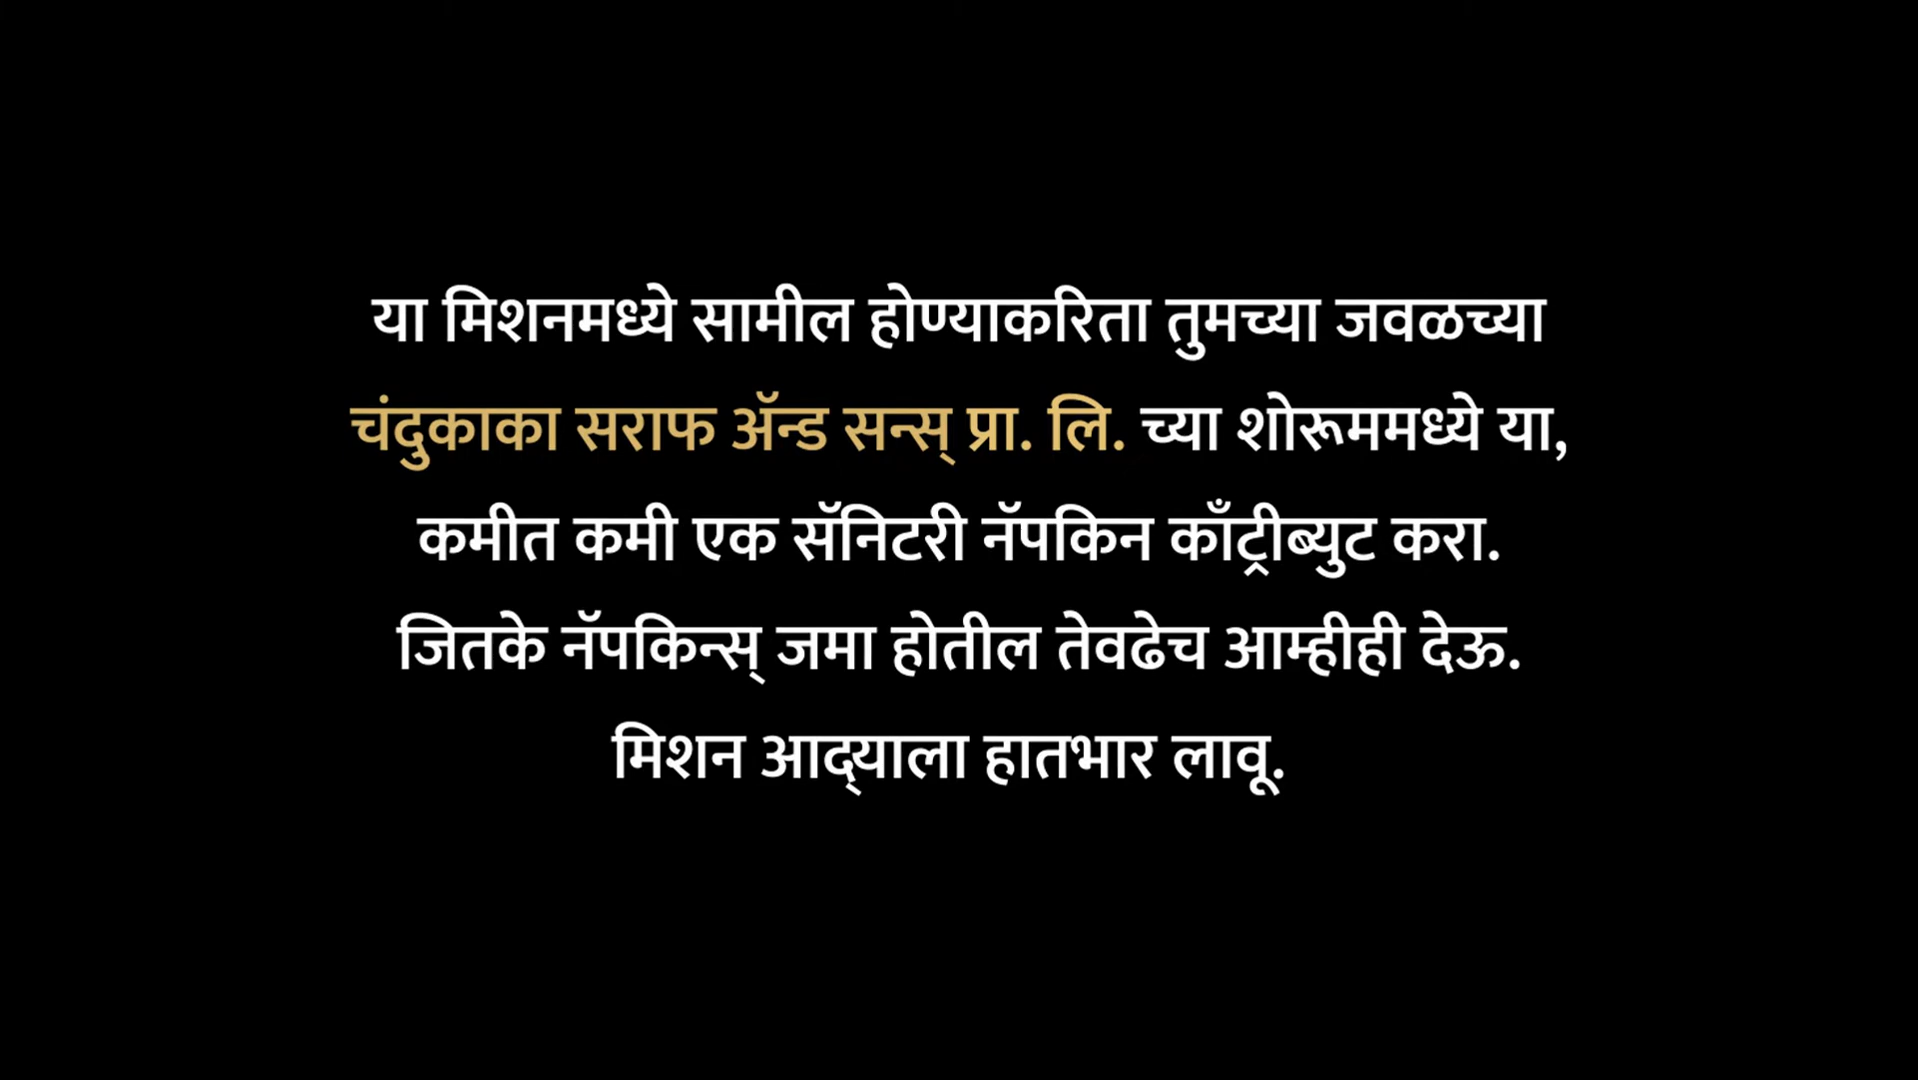 या मिशनमध्ये सामील होण्याकरिता तुमच्या जवळच्या
चंदुकाका सराफ ॲन्ड सन्स् प्रा. लि. च्या शोरूममध्ये या,
कमीत कमी एक सॅनिटरी नॅपकिन काँट्रीब्युट करा.
जितके नॅपकिन्स् जमा होतील तेवढेच आम्हीही देऊ.
मिशन आद्याला हातभार लावू.